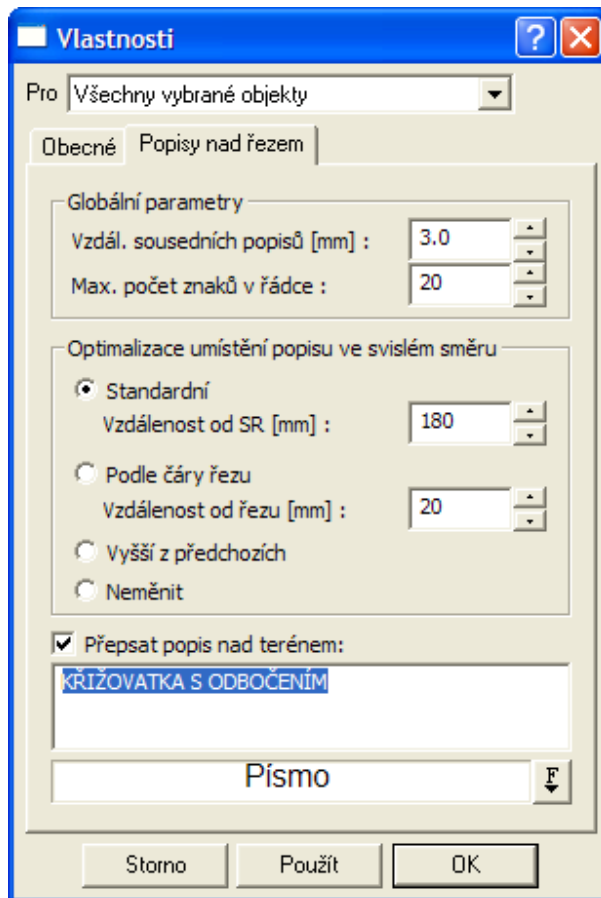 Vlastnosti
Pro Všechny vybrané objekty
Obecné Popisy nad řezem
Globální parametry
Vzdál. sousedních popisů [mm] : 3.0
Max. počet znaků v řádce : 20
Optimalizace umístění popisu ve svislém směru
Standardní
Vzdálenost od SR [mm] : 180
Podle čáry řezu
Vzdálenost od řezu [mm] : 20
Vyšší z předchozích
Neměnit
Přepsat popis nad terénem:
KŘIŽOVATKA S ODBOČENÍM
Písmo F
Storno Použít OK